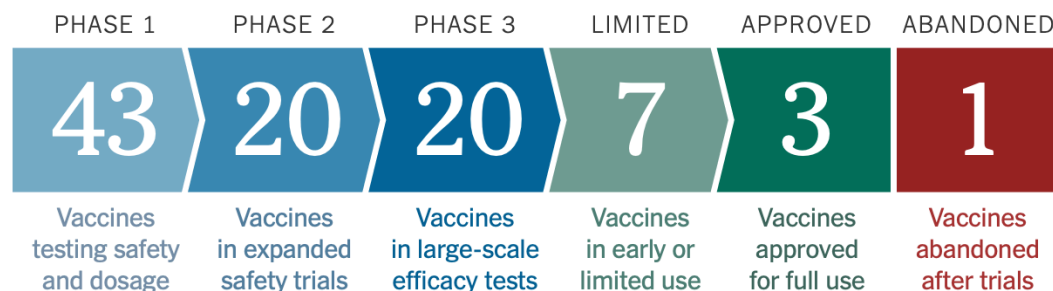 PHASE 1 PHASE 2 PHASE 3 LIMITED APPROVED ABANDONED
43 20 20 7 3 1
Vaccines testing safety and dosage
Vaccines in expanded safety trials
Vaccines in large-scale efficacy tests
Vaccines in early or limited use
Vaccines approved for full use
Vaccines abandoned after trials